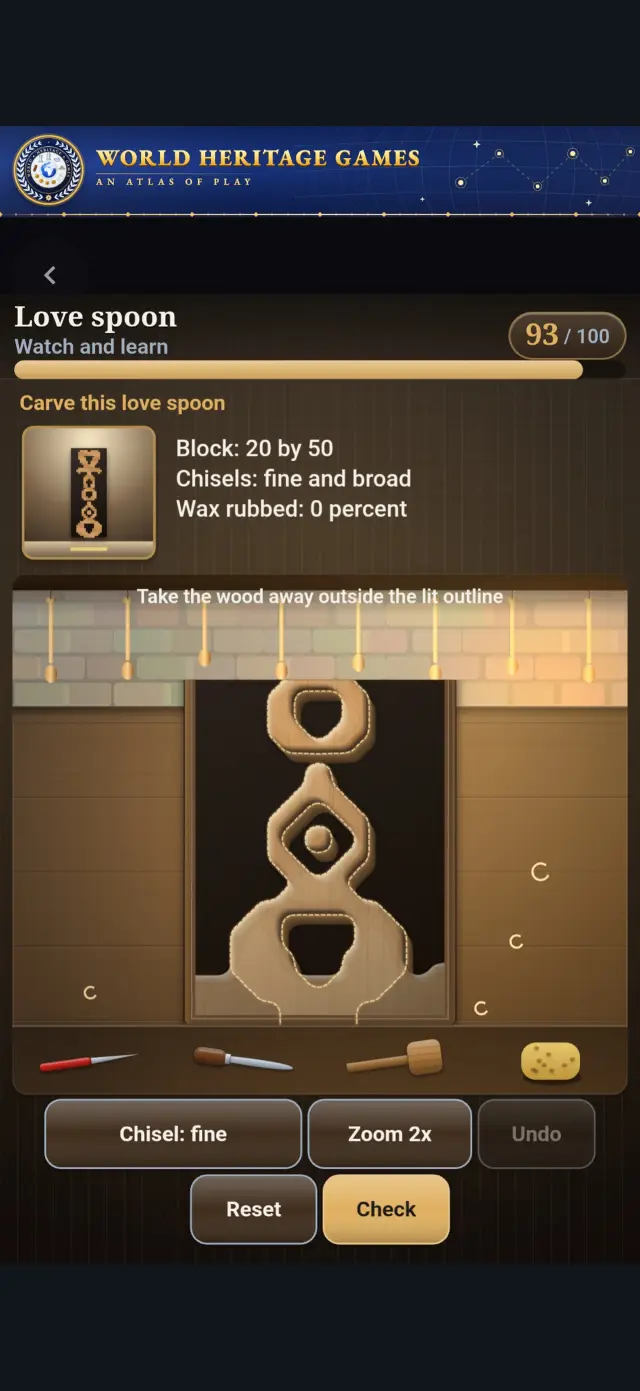 WORLD HERITAGE GAMES
AN ATLAS OF PLAY
Love spoon
Watch and learn
93 / 100
Carve this love spoon
Block: 20 by 50
Chisels: fine and broad
Wax rubbed: 0 percent
Take the wood away outside the lit outline
Chisel: fine
Zoom 2x
Undo
Reset
Check